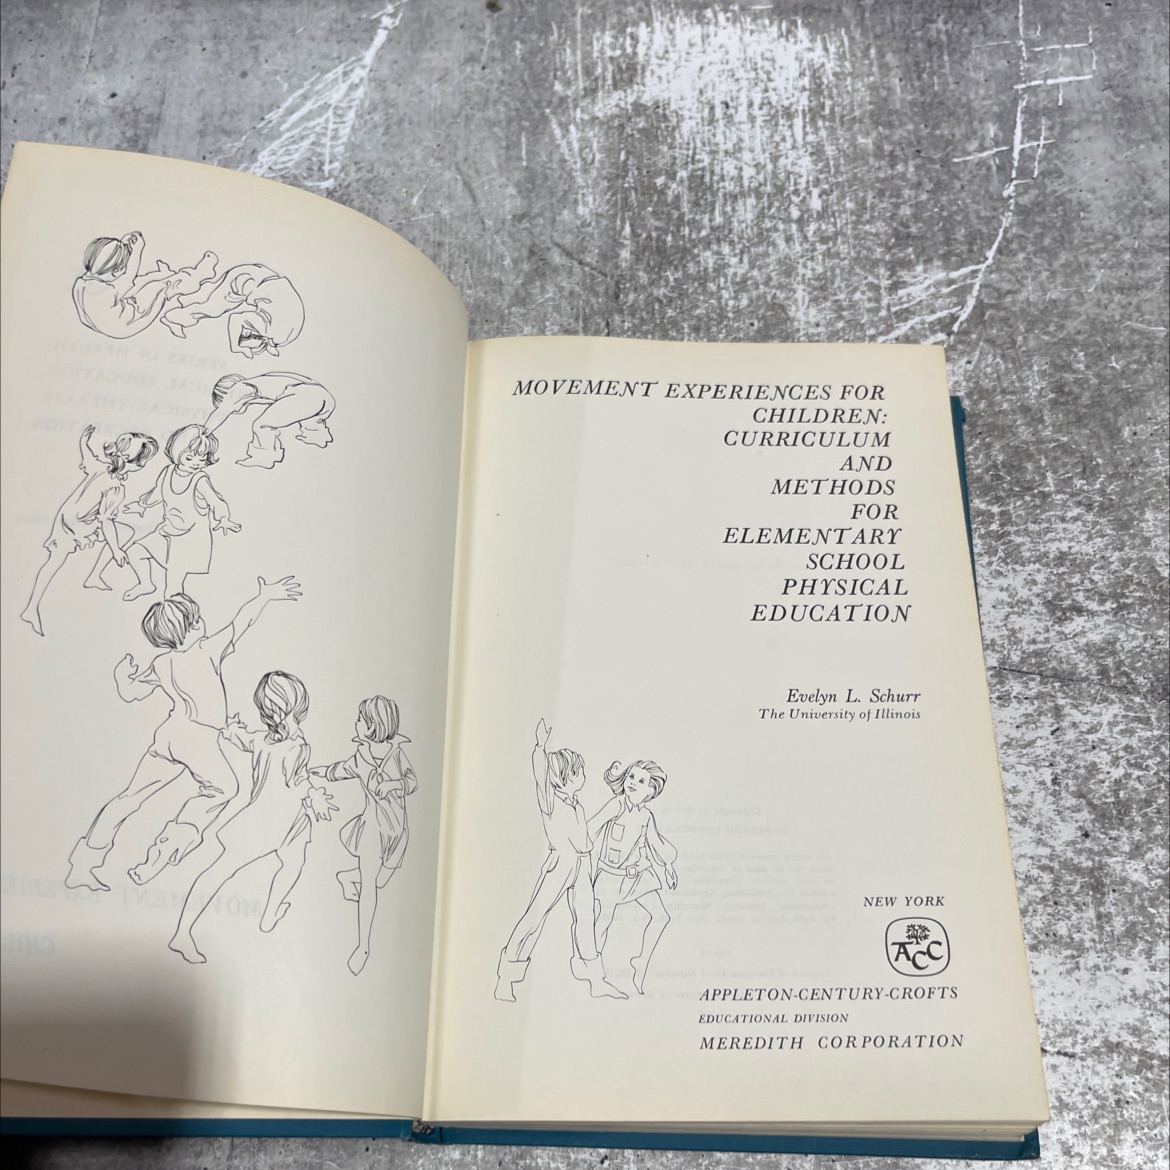 MOVEMENT EXPERIENCES FOR
CHILDREN:
CURRICULUM
AND
METHODS
FOR
ELEMENTARY
SCHOOL
PHYSICAL
EDUCATION
Evelyn L. Schurr
The University of Illinois
NEW YORK
ACC
APPLETON-CENTURY-CROFTS
EDUCATIONAL DIVISION
MEREDITH CORPORATION